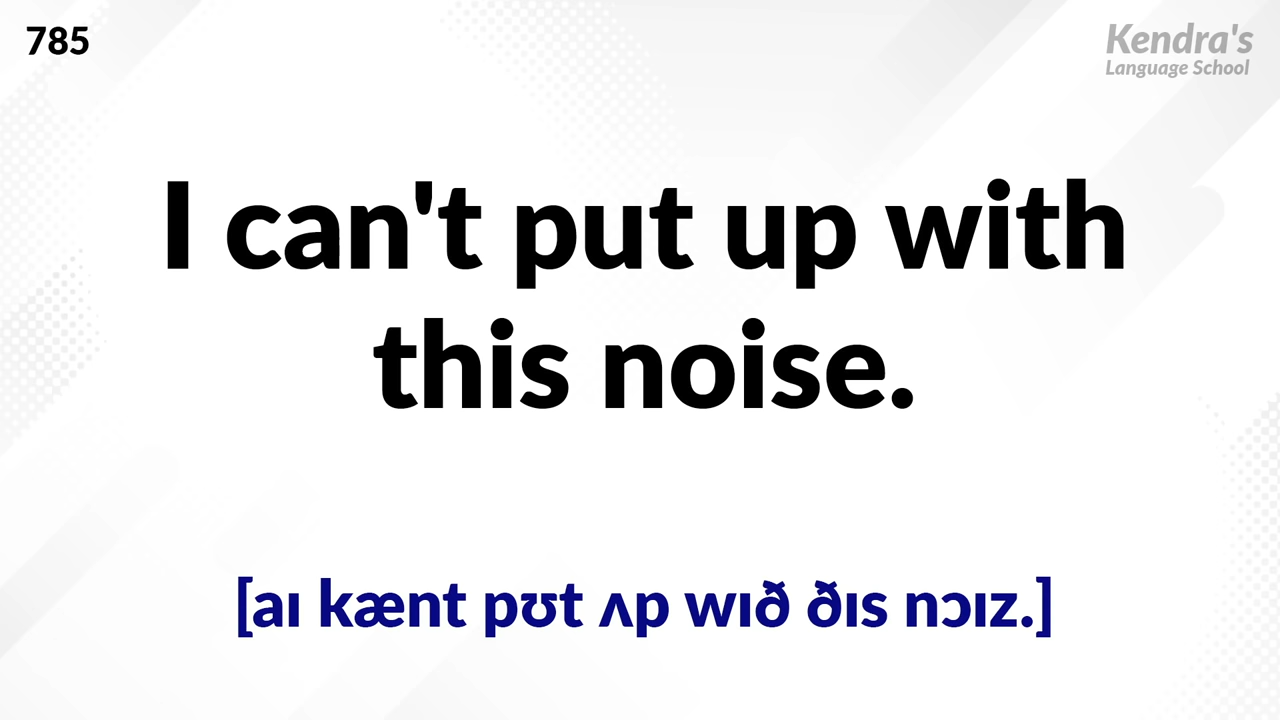 785
Kendra's
Language School
I can't put up with
this noise.
[aɪ kænt pʊt ʌp wɪð ðɪs nɔɪz.]